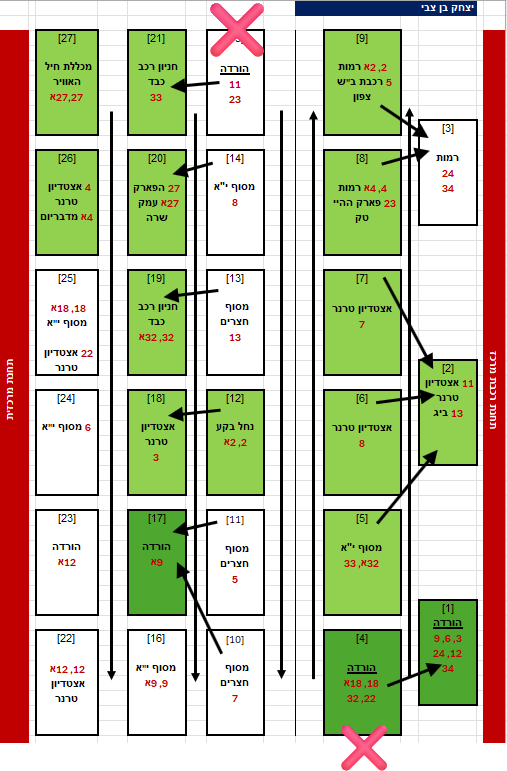 יצחק בן צבי
תחנת רכבת מרכז
[3]
רמות
24
34
[2]
11 אצטדיון
טרנר
13 ביג
[1]
הורדה
3, 6, 9
12, 24
34
[9]
2, 2א רמות
5 רכבת ב״ש
צפון
[8]
4, 4א רמות
23 פארק ההיי
טק
[7]
אצטדיון טרנר
7
[6]
אצטדיון טרנר
8
[5]
מסוף י"א
32א, 33
[4]
הורדה
18, 18א
22, 32
הורדה
11
23
[14]
מסוף י"א
8
[13]
מסוף
חצרים
13
[12]
נחל בקע
2, 2א
[11]
מסוף
חצרים
5
[10]
מסוף
חצרים
7
[21]
חניון רכב
כבד
33
[20]
27 הפארק
27א עמק
שרה
[19]
חניון רכב
כבד
32, 32א
[18]
אצטדיון
טרנר
3
[17]
הורדה
9א
[16]
מסוף י״א
9, 9א
[27]
מכללת חיל
האוויר
27, 27א
[26]
4 אצטדיון
טרנר
4א מדבריום
[25]
18, 18א
מסוף י״א
22 אצטדיון
טרנר
[24]
6 מסוף י״א
[23]
הורדה
12א
[22]
12, 12א
אצטדיון
טרנר
תחנת מרכזית